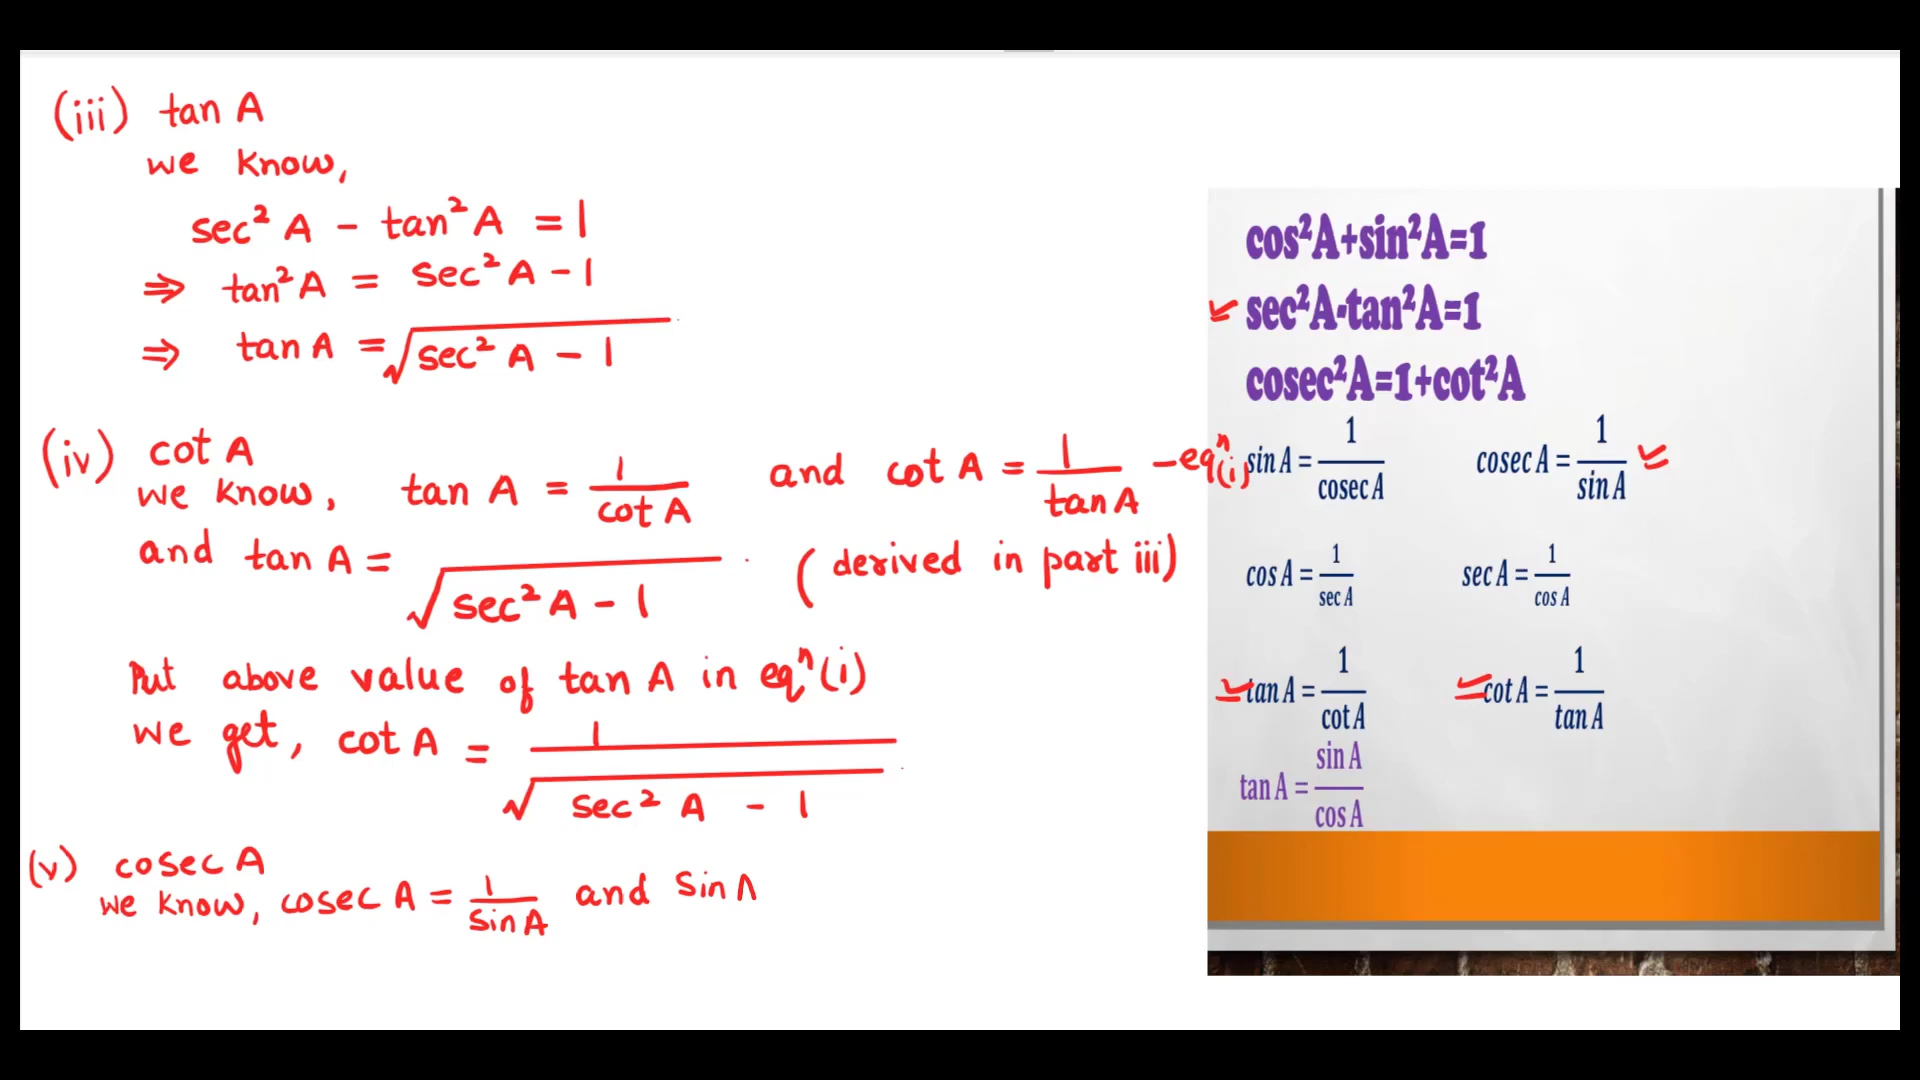 (iii) tan A
we know,
sec² A - tan² A = 1
⇒ tan² A = sec² A - 1
⇒ tan A = √(sec² A - 1)
(iv) cot A
we know, tan A = 1/cot A and cot A = 1/tan A - eqⁿ(i)
and tan A = √(sec² A - 1) (derived in part iii)
Put above value of tan A in eqⁿ(i)
we get, cot A = 1/√(sec² A - 1)
(v) cosec A
we know, cosec A = 1/sin A and sin A
cos²A+sin²A=1
sec²A-tan²A=1
cosec²A=1+cot²A
sin A = 1/cosec A cosec A = 1/sin A
cos A = 1/sec A sec A = 1/cos A
tan A = 1/cot A cot A = 1/tan A
tan A = sin A/cos A